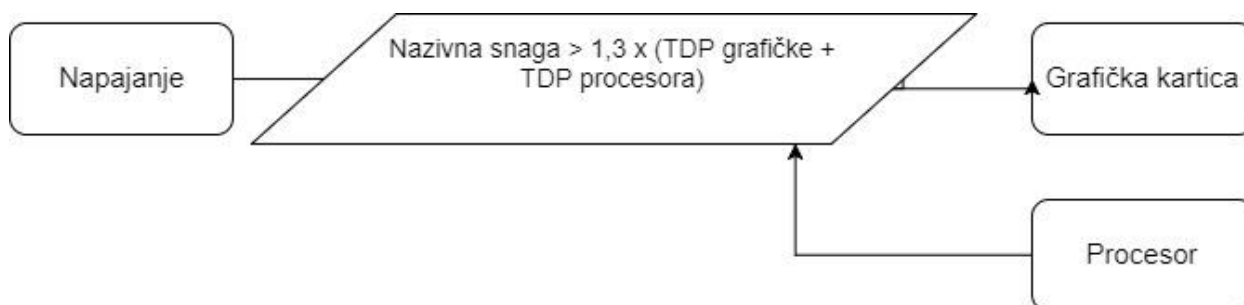 Napajanje
Nazivna snaga > 1,3 x (TDP grafičke +
TDP procesora)
Grafička kartica
Procesor